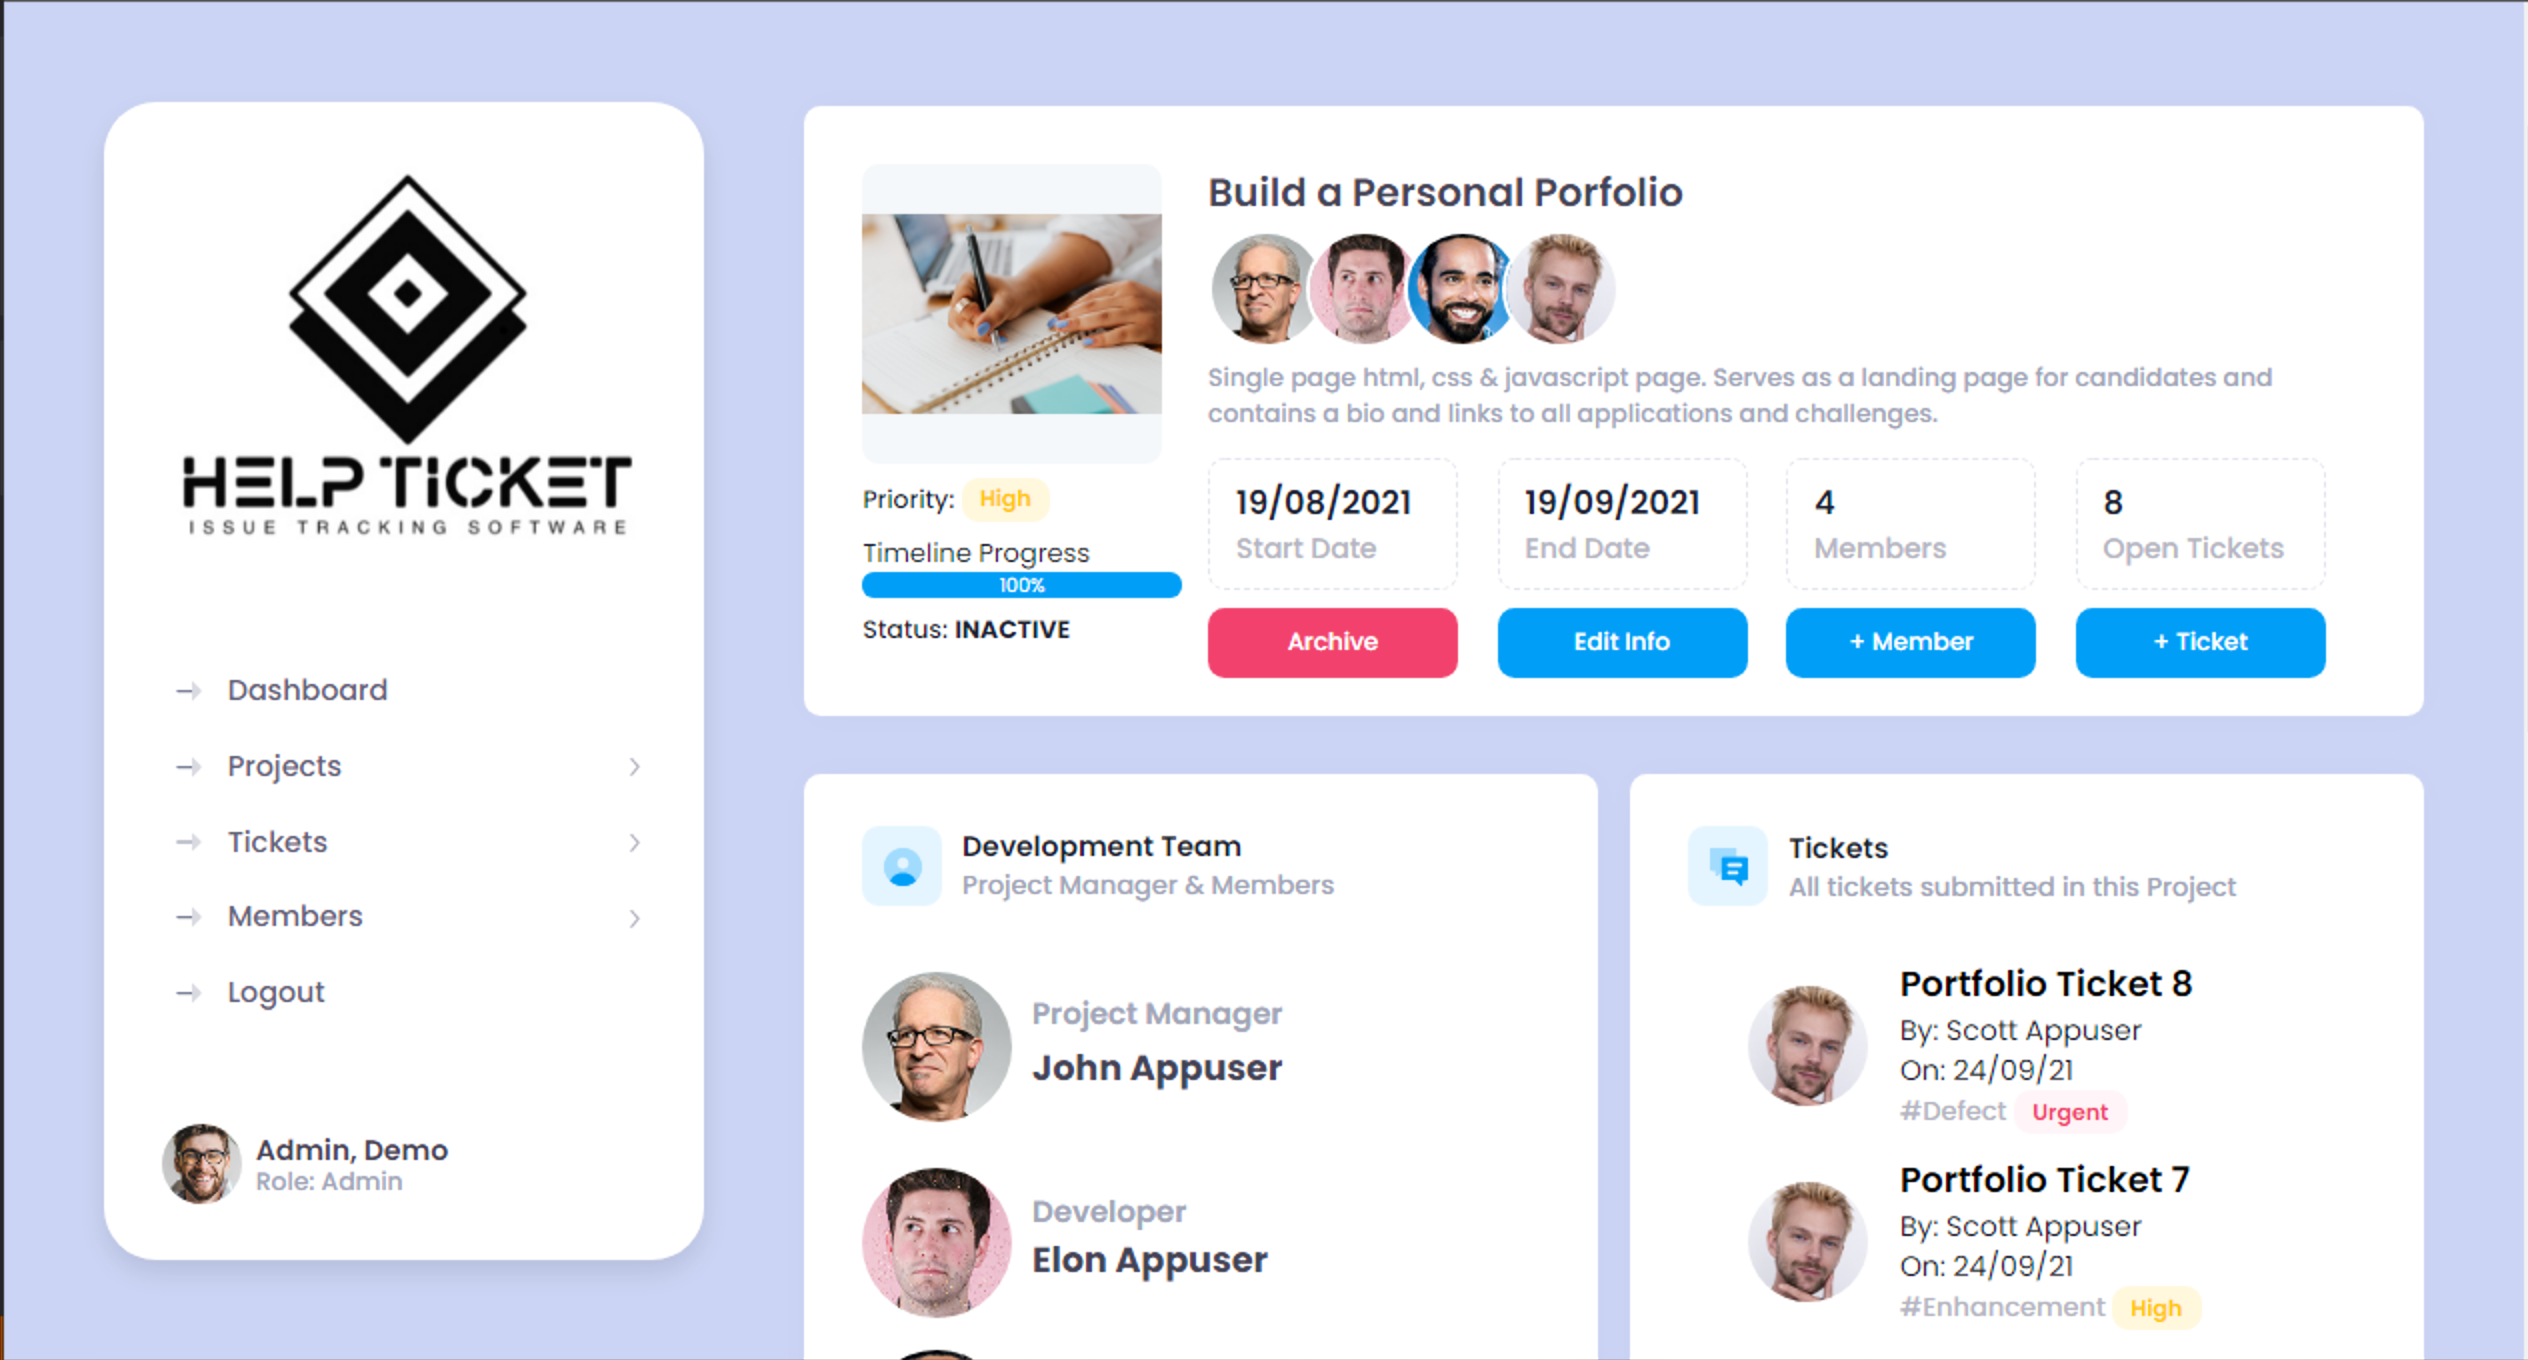 HELP TICKET
ISSUE TRACKING SOFTWARE
Dashboard
Projects
Tickets
Members
Logout
Admin, Demo
Role: Admin
Build a Personal Porfolio
Single page html, css & javascript page. Serves as a landing page for candidates and
contains a bio and links to all applications and challenges.
Priority: High
Timeline Progress
100%
Status: INACTIVE
19/08/2021
Start Date
19/09/2021
End Date
4
Members
8
Open Tickets
Archive
Edit Info
+ Member
+ Ticket
Development Team
Project Manager & Members
Project Manager
John Appuser
Developer
Elon Appuser
Tickets
All tickets submitted in this Project
Portfolio Ticket 8
By: Scott Appuser
On: 24/09/21
#Defect Urgent
Portfolio Ticket 7
By: Scott Appuser
On: 24/09/21
#Enhancement High